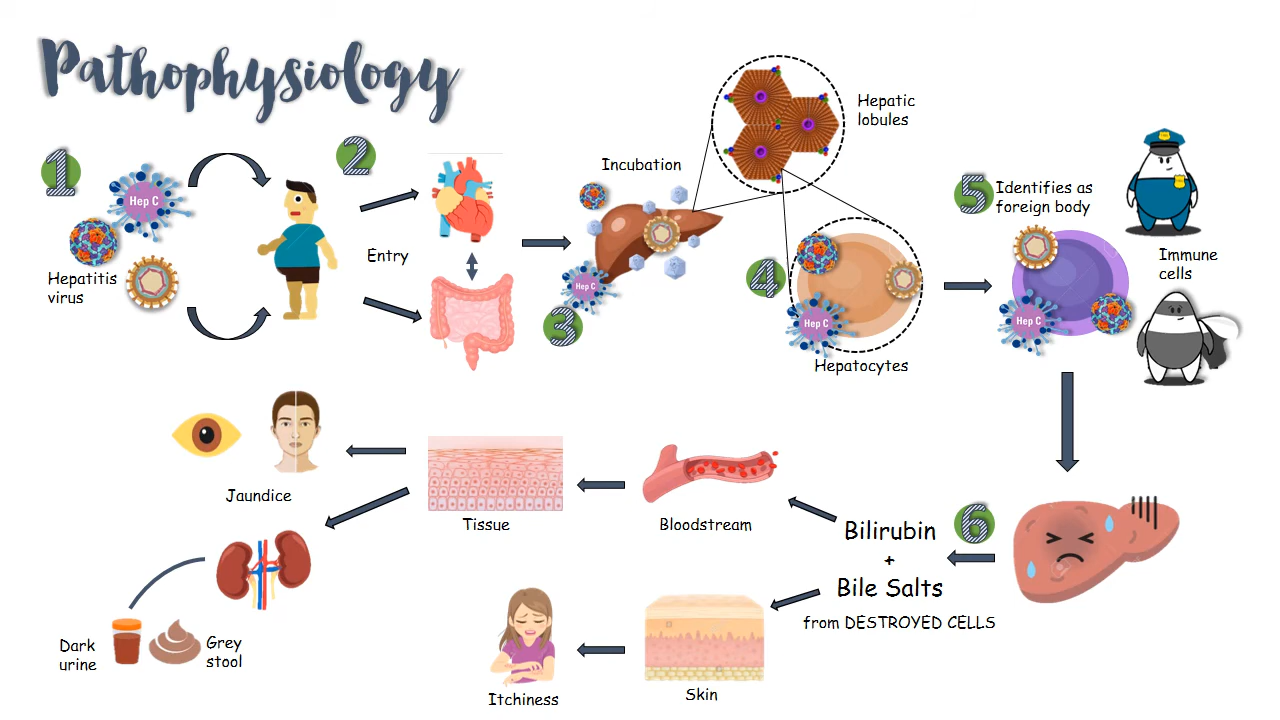 Pathophysiology
1
Hep C
Hepatitis
virus
2
Entry
Incubation
Hep C
3
Hepatic
lobules
4
Hep C
Hepatocytes
5
Identifies as
foreign body
Hep C
Immune
cells
6
Bilirubin
+
Bile Salts
from DESTROYED CELLS
Bloodstream
Tissue
Jaundice
Dark
urine
Grey
stool
Skin
Itchiness